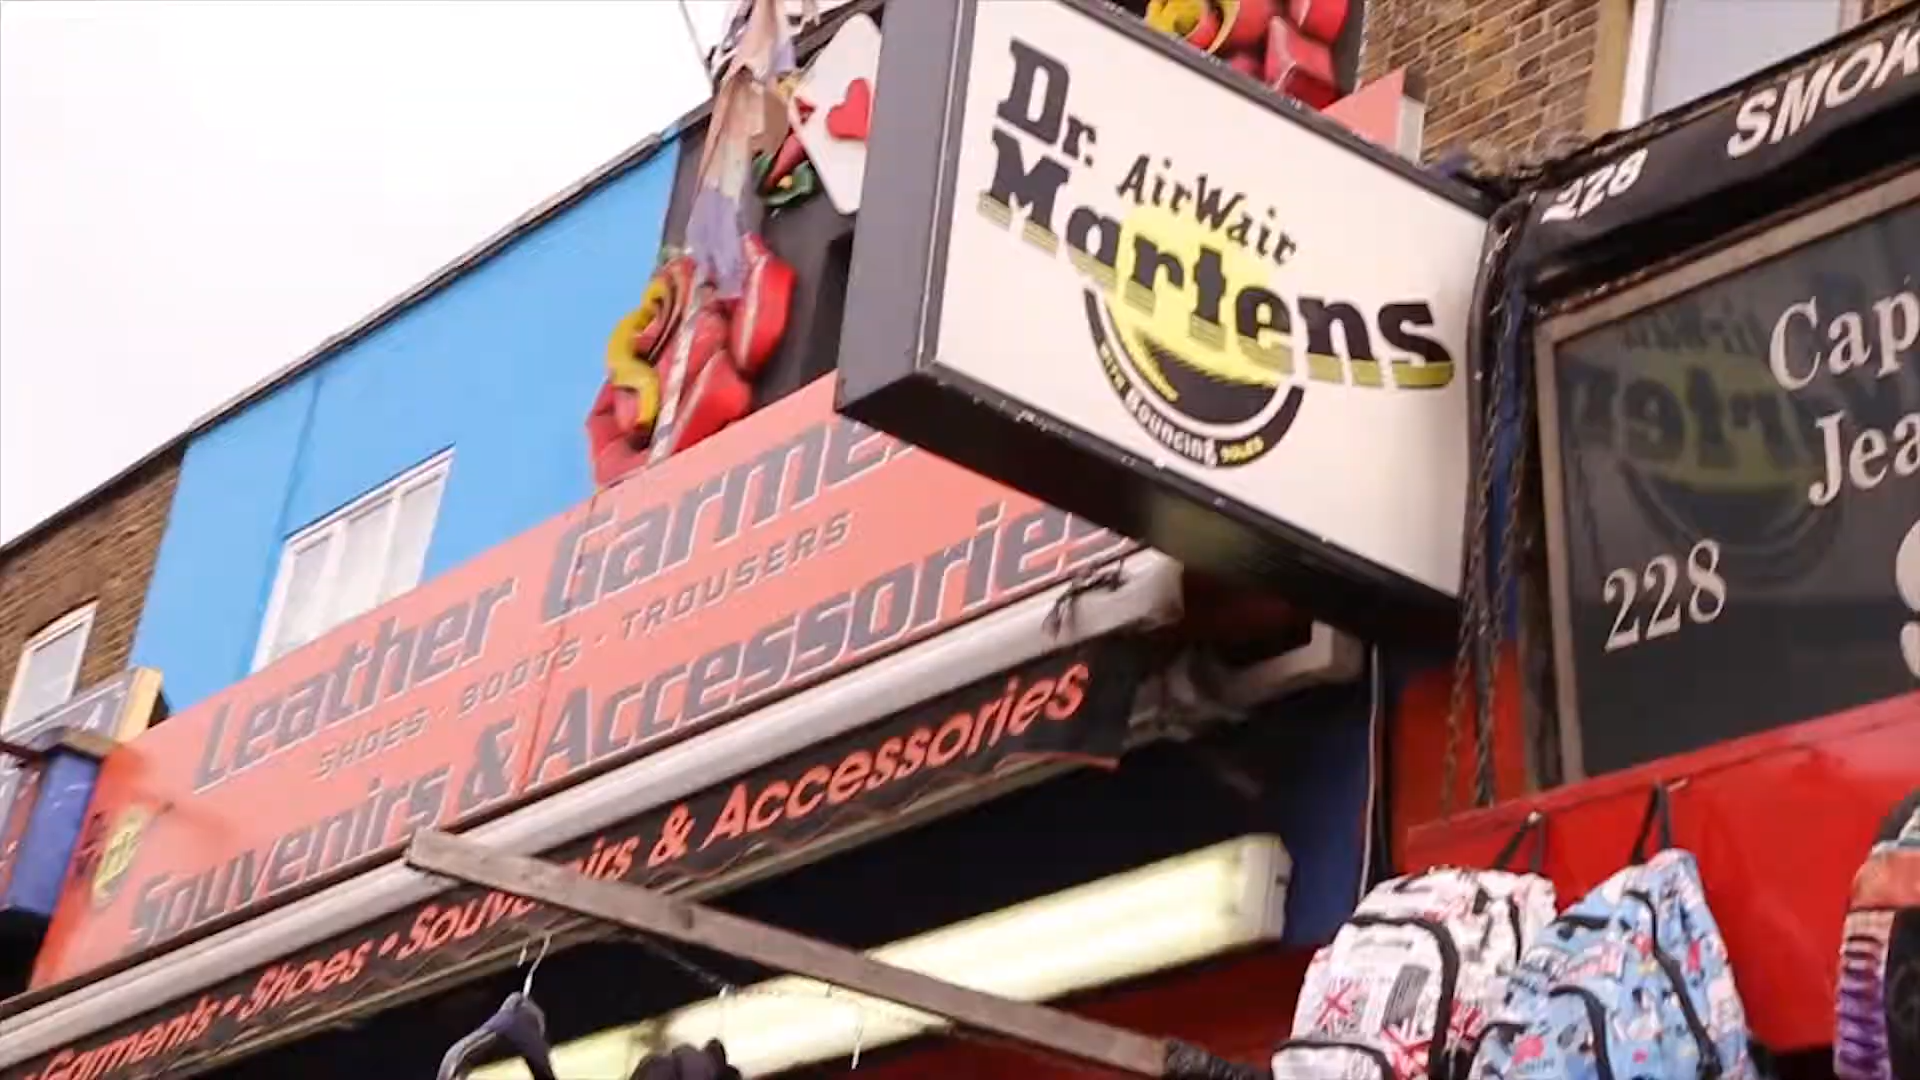 Dr.
Martens
AirWair
WITH Bouncing SOLES
228 SMOK
Cap
Jea
228
Leather Garme
SHOES · BOOTS · TROUSERS
Souvenirs & Accessories
Garments • Shoes • Souve irs & Accessories